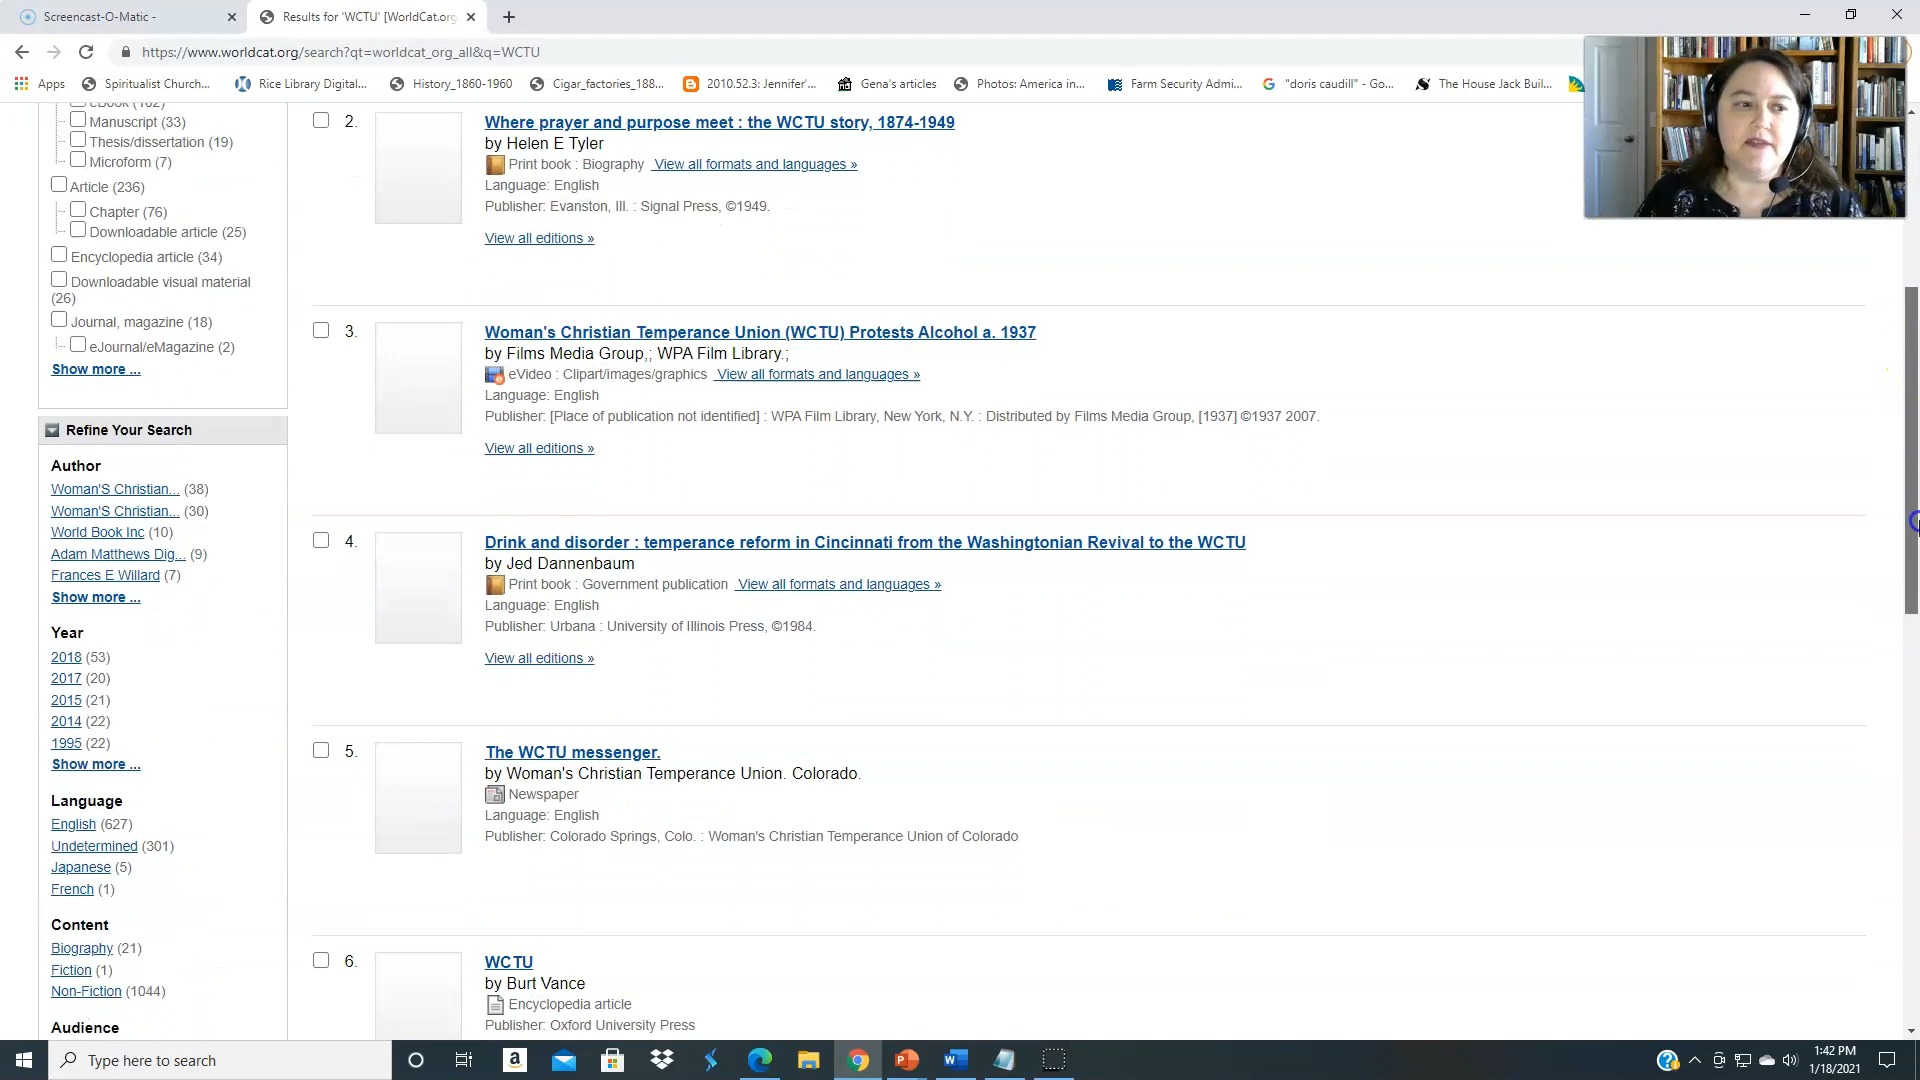 Screencast-O-Matic -
Results for 'WCTU' [WorldCat.org
https://www.worldcat.org/search?qt=worldcat_org_all&q=WCTU
Apps
Spiritualist Church...
Rice Library Digital...
History_1860-1960
Cigar_factories_188...
2010.52.3: Jennifer'...
Gena's articles
Photos: America in...
Farm Security Admi...
"doris caudill" - Go...
The House Jack Buil...
eBook (102)
Manuscript (33)
Thesis/dissertation (19)
Microform (7)
Article (236)
Chapter (76)
Downloadable article (25)
Encyclopedia article (34)
Downloadable visual material
(26)
Journal, magazine (18)
eJournal/eMagazine (2)
Show more ...
Refine Your Search
Author
Woman'S Christian... (38)
Woman'S Christian... (30)
World Book Inc (10)
Adam Matthews Dig... (9)
Frances E Willard (7)
Show more ...
Year
2018 (53)
2017 (20)
2015 (21)
2014 (22)
1995 (22)
Show more ...
Language
English (627)
Undetermined (301)
Japanese (5)
French (1)
Content
Biography (21)
Fiction (1)
Non-Fiction (1044)
Audience
2.
Where prayer and purpose meet : the WCTU story, 1874-1949
by Helen E Tyler
Print book : Biography View all formats and languages »
Language: English
Publisher: Evanston, Ill. : Signal Press, ©1949.
View all editions »
3.
Woman's Christian Temperance Union (WCTU) Protests Alcohol a. 1937
by Films Media Group,; WPA Film Library.;
eVideo : Clipart/images/graphics View all formats and languages »
Language: English
Publisher: [Place of publication not identified] : WPA Film Library, New York, N.Y. : Distributed by Films Media Group, [1937] ©1937 2007.
View all editions »
4.
Drink and disorder : temperance reform in Cincinnati from the Washingtonian Revival to the WCTU
by Jed Dannenbaum
Print book : Government publication View all formats and languages »
Language: English
Publisher: Urbana : University of Illinois Press, ©1984.
View all editions »
5.
The WCTU messenger.
by Woman's Christian Temperance Union. Colorado.
Newspaper
Language: English
Publisher: Colorado Springs, Colo. : Woman's Christian Temperance Union of Colorado
6.
WCTU
by Burt Vance
Encyclopedia article
Publisher: Oxford University Press
Type here to search
1:42 PM
1/18/2021